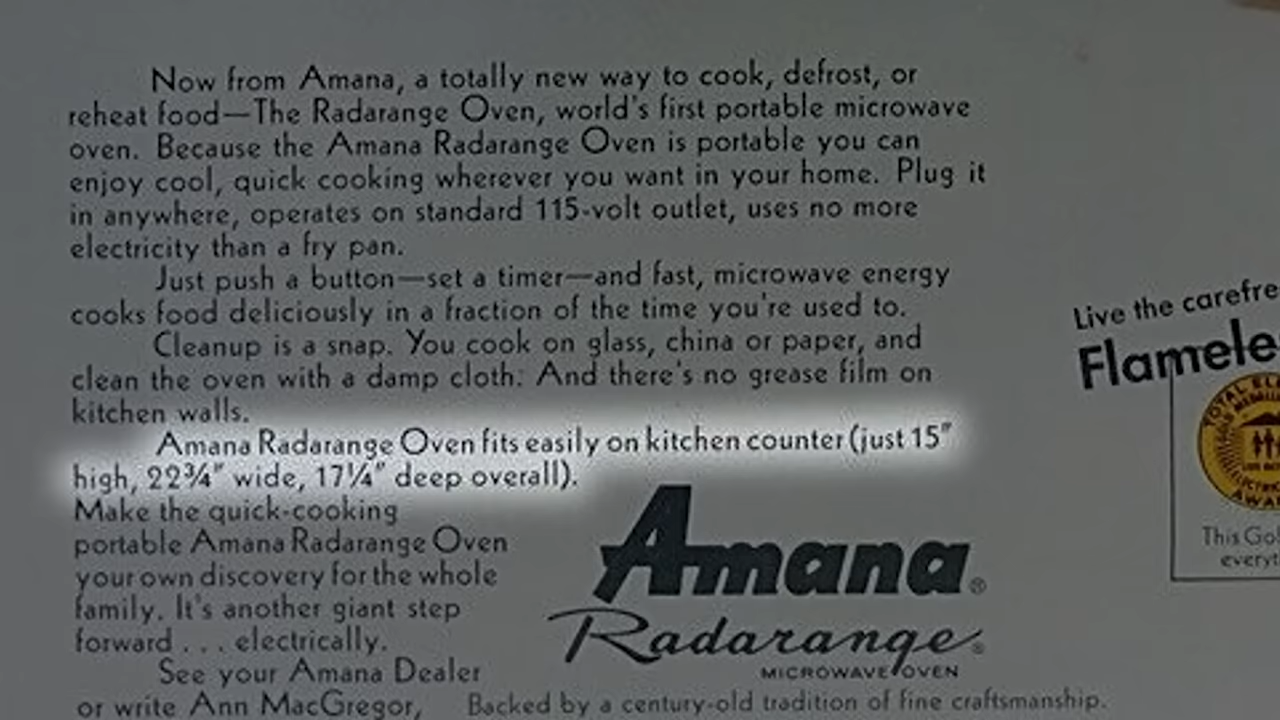 Now from Amana, a totally new way to cook, defrost, or
reheat food—The Radarange Oven, world's first portable microwave
oven. Because the Amana Radarange Oven is portable you can
enjoy cool, quick cooking wherever you want in your home. Plug it
in anywhere, operates on standard 115-volt outlet, uses no more
electricity than a fry pan.
Just push a button—set a timer—and fast, microwave energy
cooks food deliciously in a fraction of the time you're used to.
Cleanup is a snap. You cook on glass, china or paper, and
clean the oven with a damp cloth. And there's no grease film on
kitchen walls.
Amana Radarange Oven fits easily on kitchen counter (just 15"
high, 22¾" wide, 17¼" deep overall).
Make the quick-cooking
portable Amana Radarange Oven
your own discovery for the whole
family. It's another giant step
forward . . . electrically.
See your Amana Dealer
or write Ann MacGregor,
Amana®
Radarange®
MICROWAVE OVEN
Backed by a century-old tradition of fine craftsmanship.
Live the carefre
Flamele
TOTAL
AWA
This Go
everyt